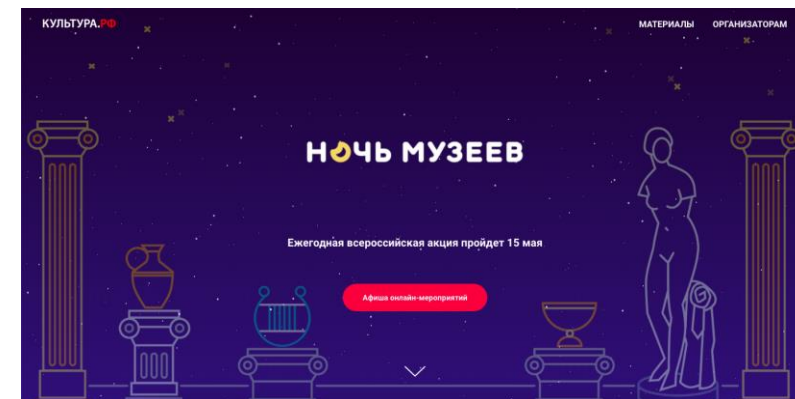 КУЛЬТУРА.РФ
МАТЕРИАЛЫ ОРГАНИЗАТОРАМ
НОЧЬ МУЗЕЕВ
Ежегодная всероссийская акция пройдет 15 мая
Афиша онлайн-мероприятий